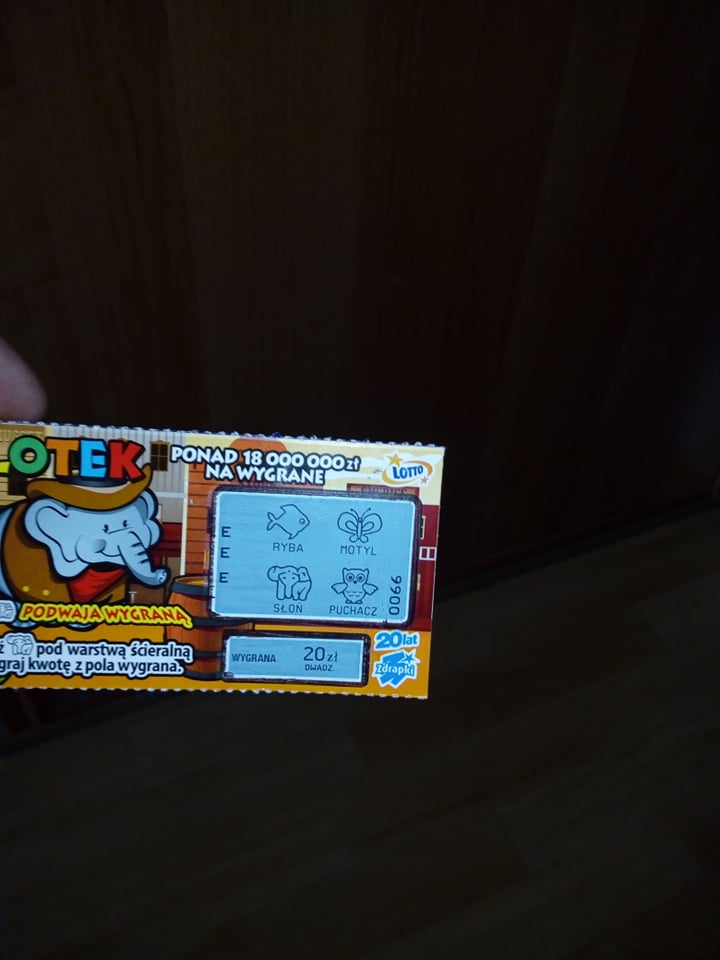 OTEK
PONAD 18 000 000 zł
NA WYGRANE
LOTTO
E
E
E
RYBA MOTYL
SŁOŃ PUCHACZ
0066
PODWAJA WYGRANĄ
ź pod warstwą ścieralną
graj kwotę z pola wygrana.
WYGRANA 20 zł
DWADZ.
20 lat
Zdrapki